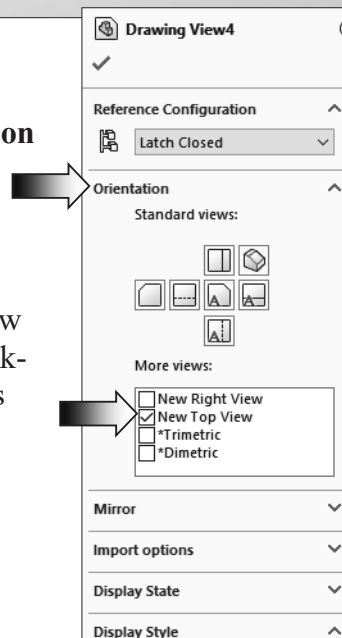 Drawing View4
Reference Configuration
on
Latch Closed
Orientation
Standard views:
A
A
A
w
More views:
k-
New Right View
s
New Top View
*Trimetric
*Dimetric
Mirror
Import options
Display State
Display Style